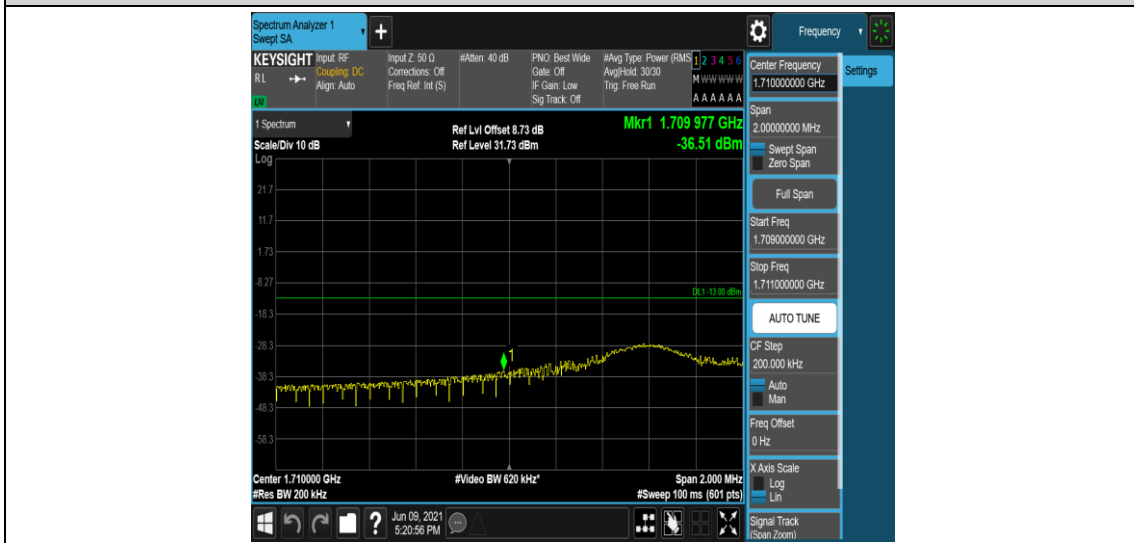 Spectrum Analyzer 1
Swept SA
+
Frequency
KEYSIGHT
RL
Input: RF
Coupling: DC
Align: Auto
Input Z: 50 Ω
Corrections: Off
Freq Ref: Int (S)
#Atten: 40 dB
PNO: Best Wide
Gate: Off
IF Gain: Low
Sig Track: Off
#Avg Type: Power (RMS
Avg|Hold: 30/30
Trig: Free Run
1 2 3 4 5 6
M W W W W W
A A A A A A
1 Spectrum
Scale/Div 10 dB
Log
Ref Lvl Offset 8.73 dB
Ref Level 31.73 dBm
Mkr1 1.709 977 GHz
-36.51 dBm
21.7
11.7
1.73
-8.27
-18.3
-28.3
-38.3
-48.3
-58.3
DL1 -13.00 dBm
1
Center 1.710000 GHz
#Res BW 200 kHz
#Video BW 620 kHz*
Span 2.000 MHz
#Sweep 100 ms (601 pts)
?
Jun 09, 2021
5:20:56 PM
Center Frequency
1.710000000 GHz
Settings
Span
2.00000000 MHz
Swept Span
Zero Span
Full Span
Start Freq
1.709000000 GHz
Stop Freq
1.711000000 GHz
AUTO TUNE
CF Step
200.000 kHz
Auto
Man
Freq Offset
0 Hz
X Axis Scale
Log
Lin
Signal Track
(Span Zoom)